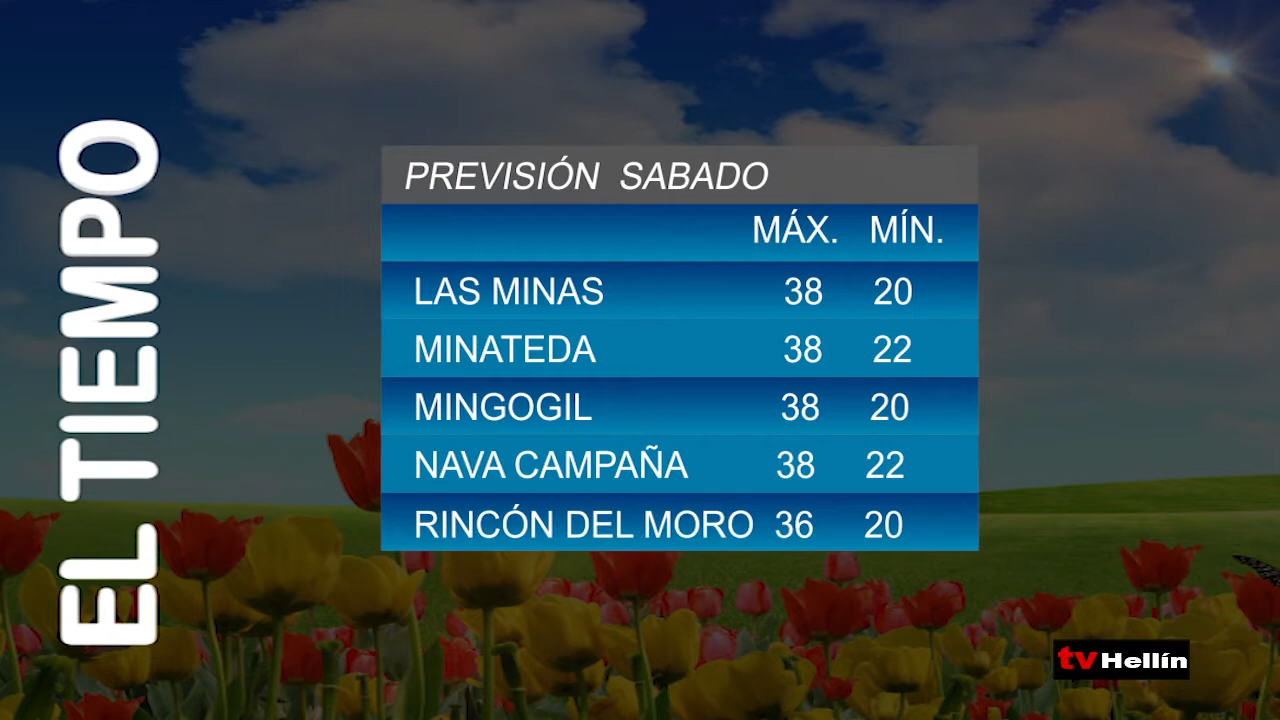 EL TIEMPO
PREVISIÓN SABADO
MÁX. MÍN.
LAS MINAS 38 20
MINATEDA 38 22
MINGOGIL 38 20
NAVA CAMPAÑA 38 22
RINCÓN DEL MORO 36 20
tv Hellín